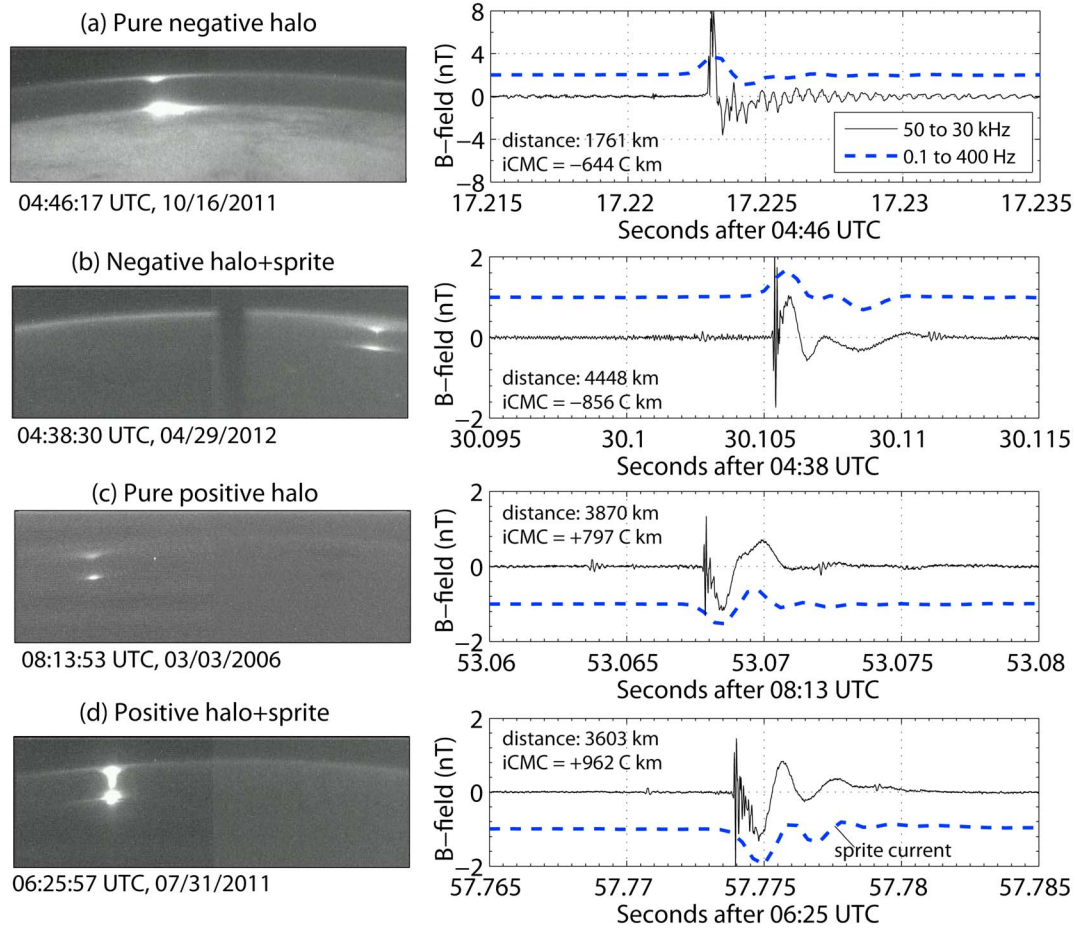 (a) Pure negative halo
04:46:17 UTC, 10/16/2011
B−field (nT)
8
4
0
−4
−8
distance: 1761 km
iCMC = −644 C km
50 to 30 kHz
0.1 to 400 Hz
17.215 17.22 17.225 17.23 17.235
Seconds after 04:46 UTC
(b) Negative halo+sprite
04:38:30 UTC, 04/29/2012
B−field (nT)
2
0
−2
distance: 4448 km
iCMC = −856 C km
30.095 30.1 30.105 30.11 30.115
Seconds after 04:38 UTC
(c) Pure positive halo
08:13:53 UTC, 03/03/2006
B−field (nT)
2
0
−2
distance: 3870 km
iCMC = +797 C km
53.06 53.065 53.07 53.075 53.08
Seconds after 08:13 UTC
(d) Positive halo+sprite
06:25:57 UTC, 07/31/2011
B−field (nT)
2
0
−2
distance: 3603 km
iCMC = +962 C km
sprite current
57.765 57.77 57.775 57.78 57.785
Seconds after 06:25 UTC